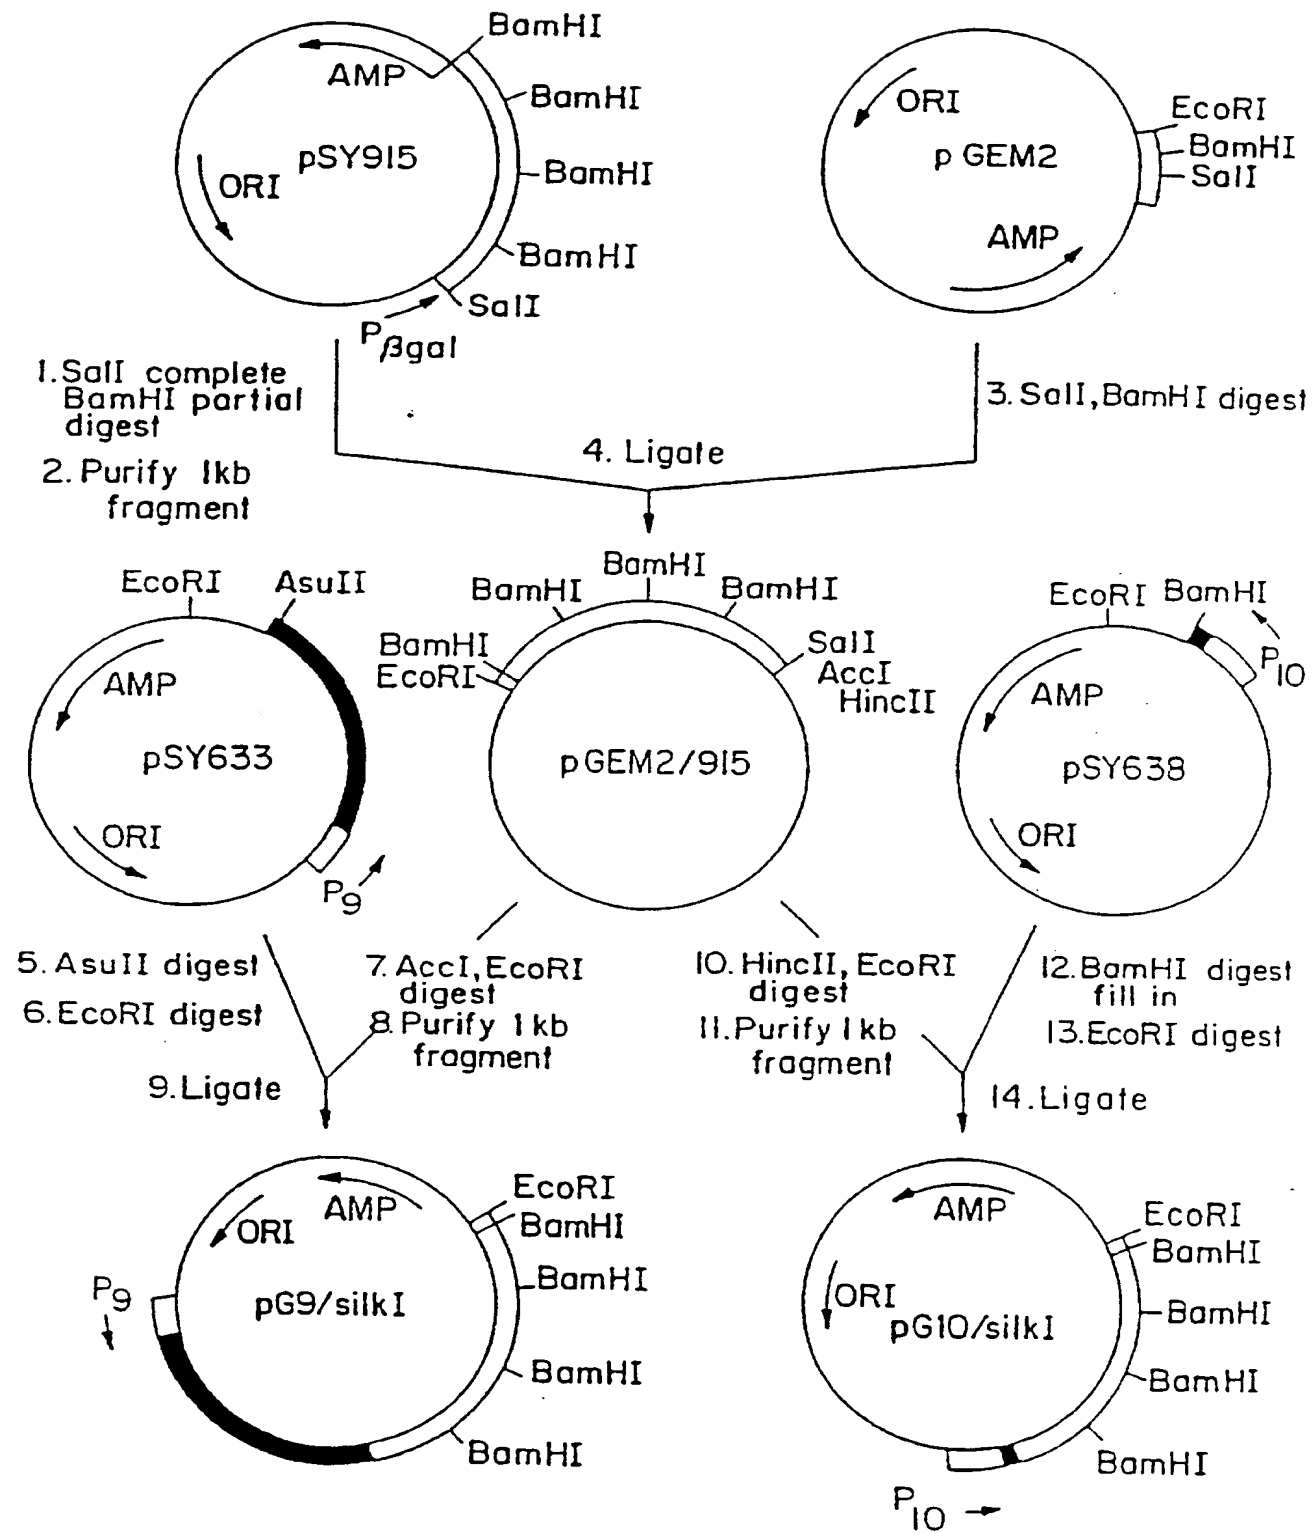 BamHI
AMP
BamHI
pSY915
BamHI
ORI
BamHI
SalI
Pβgal
ORI
EcoRI
pGEM2
BamHI
SalI
AMP
1.SalI complete
BamHI partial
digest
2. Purify 1kb
fragment
3. SalI, BamHI digest
4. Ligate
EcoRI
AsuII
AMP
pSY633
ORI
P9
BamHI
BamHI
BamHI
BamHI
EcoRI
SalI
AccI
HincII
pGEM2/915
EcoRI
BamHI
P10
AMP
pSY638
ORI
5. AsuII digest
6. EcoRI digest
7. AccI, EcoRI
digest
8. Purify 1kb
fragment
9. Ligate
10. HincII, EcoRI
digest
11. Purify 1kb
fragment
12. BamHI digest
fill in
13. EcoRI digest
14. Ligate
AMP
EcoRI
ORI
BamHI
P9
pG9/silkI
BamHI
BamHI
BamHI
AMP
EcoRI
BamHI
ORI
pG10/silkI
BamHI
BamHI
BamHI
P10